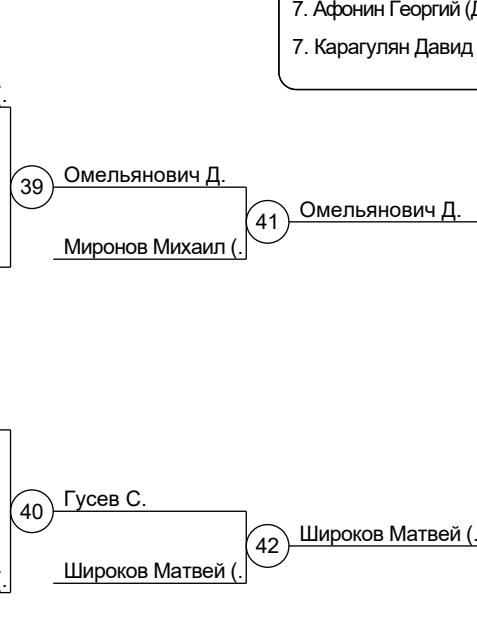 7. Афонин Георгий (Д
7. Карагулян Давид
39
Омельянович Д.
Миронов Михаил (.
41
Омельянович Д.
40
Гусев С.
Широков Матвей (.
42
Широков Матвей (.